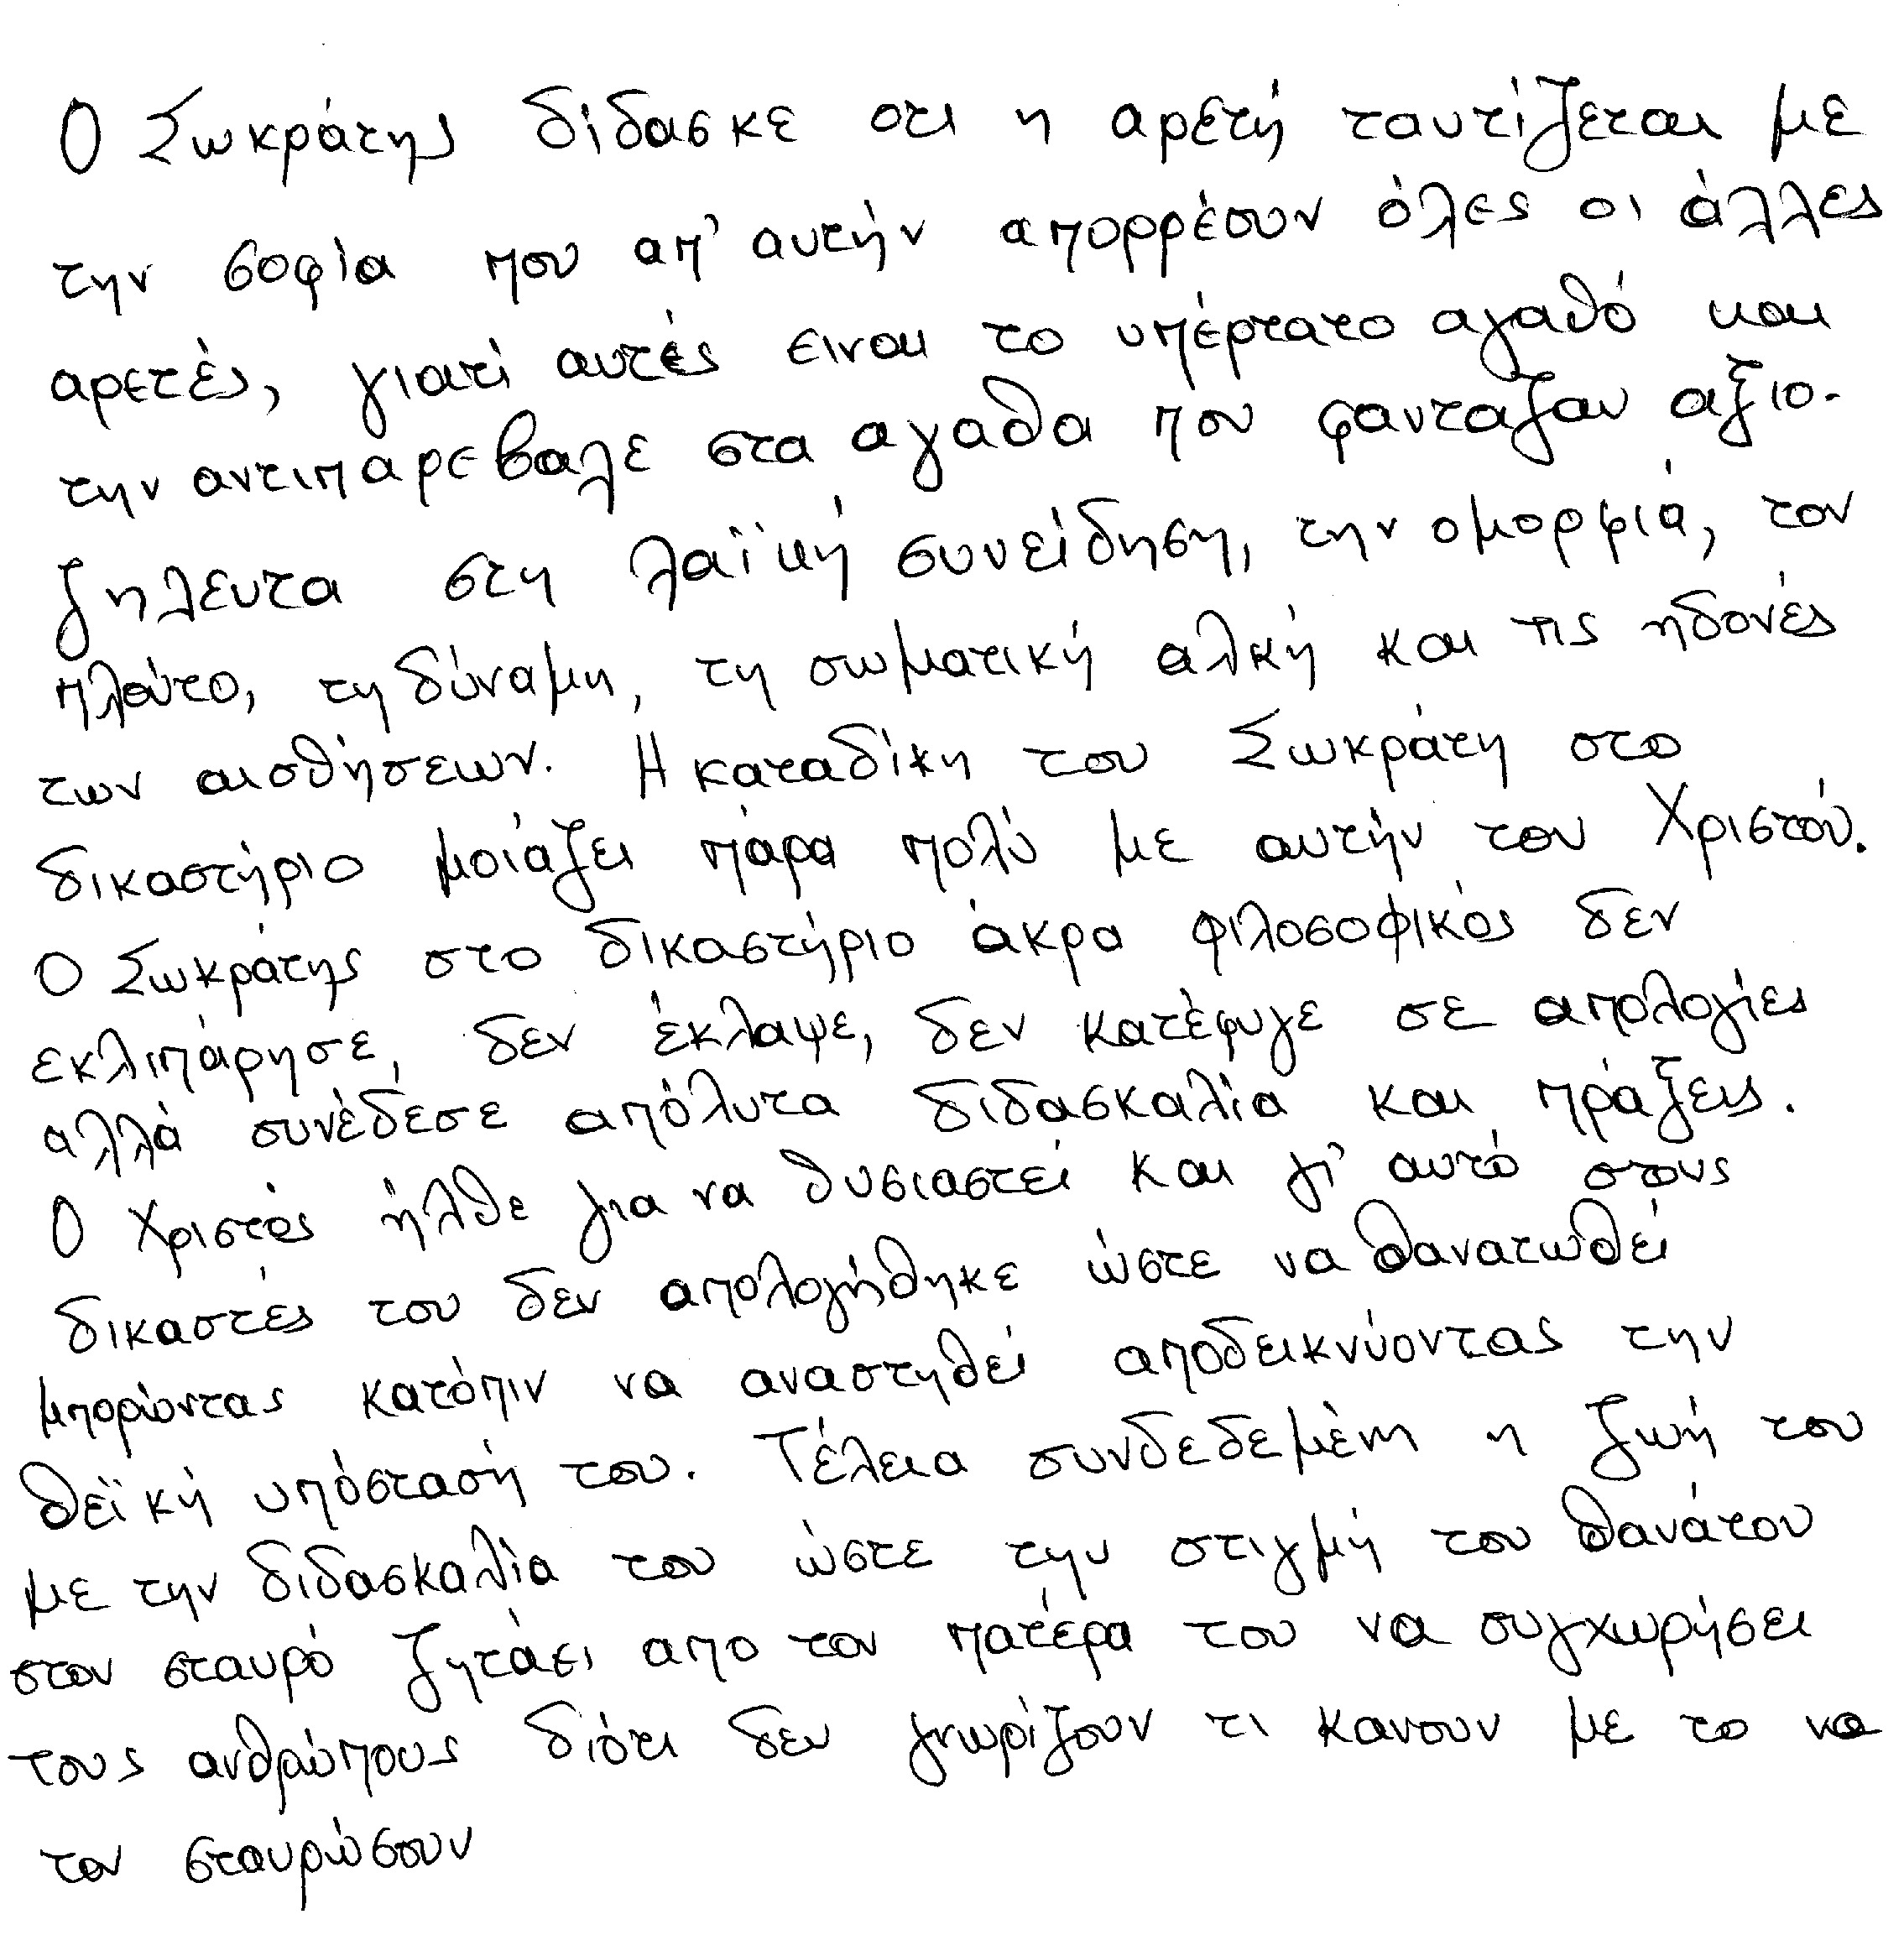 Ο Σωκράτης δίδασκε οτι η αρετή ταυτίζεται με
την σοφία που απ' αυτήν απορρέουν όλες οι άλλες
αρετές, γιατί αυτές ειναι το υπέρτατο αγαθό και
την αντιπαρεβαλε στα αγαθα που φανταζαν αξιο-
ζηλευτα στη λαϊκή συνείδηση, την ομορφιά, τον
πλούτο, τη δύναμη, τη σωματική αλκή και τις ηδονές
των αισθήσεων. Η καταδίκη του Σωκράτη στο
δικαστήριο μοιάζει πάρα πολύ με αυτήν του Χριστού.
Ο Σωκράτης στο δικαστήριο άκρα φιλοσοφικός δεν
εκλιπάρησε, δεν έκλαψε, δεν κατέφυγε σε απολογίες
αλλά συνέδεσε απόλυτα διδασκαλία και πράξεις.
Ο Χριστός ήλθε για να θυσιαστεί και γι' αυτό στους
δικαστές του δεν απολογήθηκε ώστε να θανατωθεί
μπορώντας κατόπιν να αναστηθεί αποδεικνύοντας την
θεϊκή υπόστασή του. Τέλεια συνδεδεμένη η ζωή του
με την διδασκαλία του ώστε την στιγμή του θανάτου
στον σταυρό ζητάει απο τον πατέρα του να συγχωρήσει
τους ανθρώπους διότι δεν γνωρίζουν τι κανουν με το να
τον σταυρώσουν